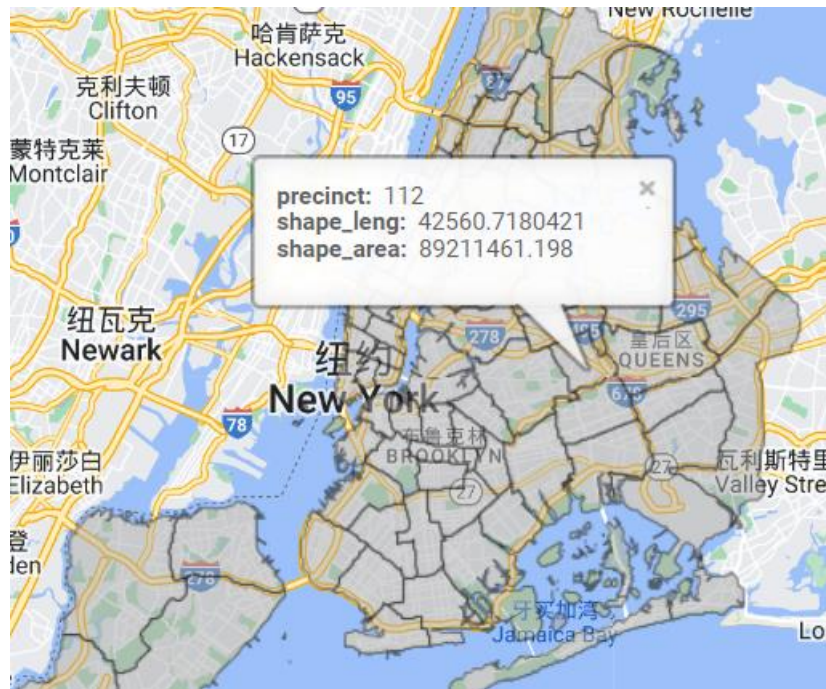 New Rochelle
哈肯萨克
Hackensack
克利夫顿
Clifton
95
17
蒙特克莱
Montclair
precinct: 112
shape_leng: 42560.7180421
shape_area: 89211461.198
×
纽瓦克
Newark
278
495
295
皇后区
QUEENS
纽约
New York
678
78
布鲁克林
BROOKLYN
27
27
伊丽莎白
Elizabeth
瓦利斯特里
Valley Stre
登
den
278
牙买加湾
Jamaica Bay
Lo